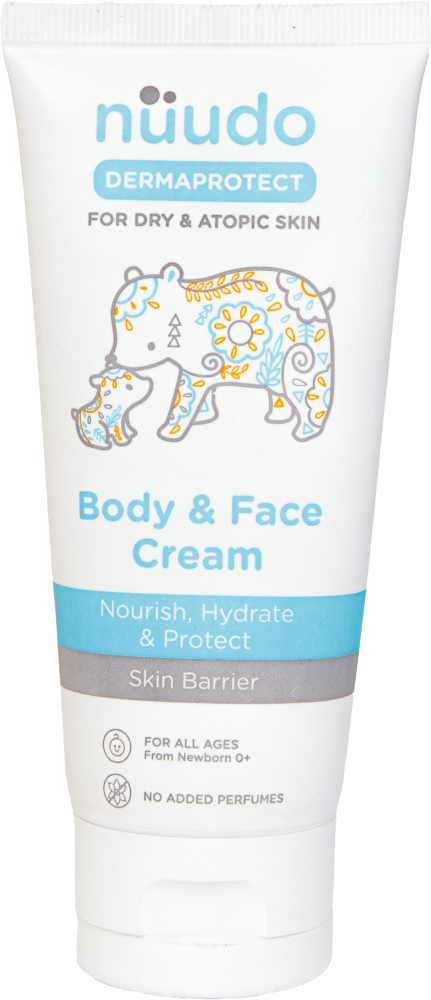 nüudo
DERMAPROTECT
FOR DRY & ATOPIC SKIN
Body & Face
Cream
Nourish, Hydrate
& Protect
Skin Barrier
FOR ALL AGES
From Newborn 0+
NO ADDED PERFUMES